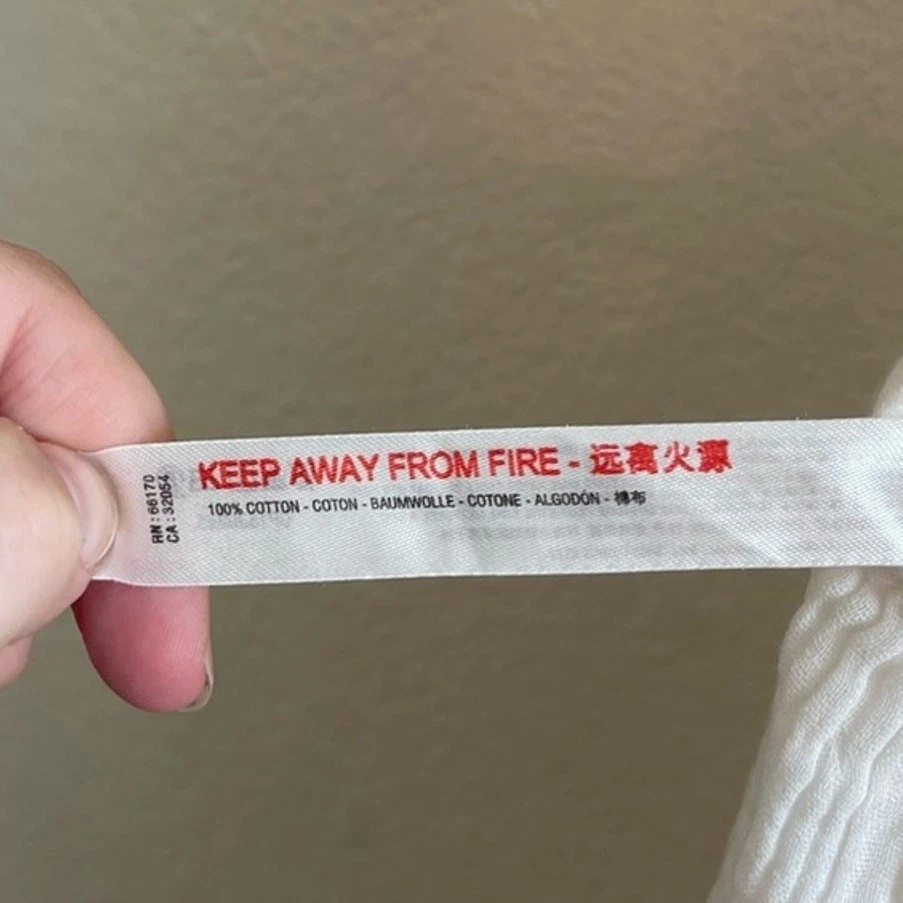 KEEP AWAY FROM FIRE - 远离火源
100% COTTON - COTON - BAUMWOLLE - COTONE - ALGODÓN - 棉布
RN: 66170
CA: 32054